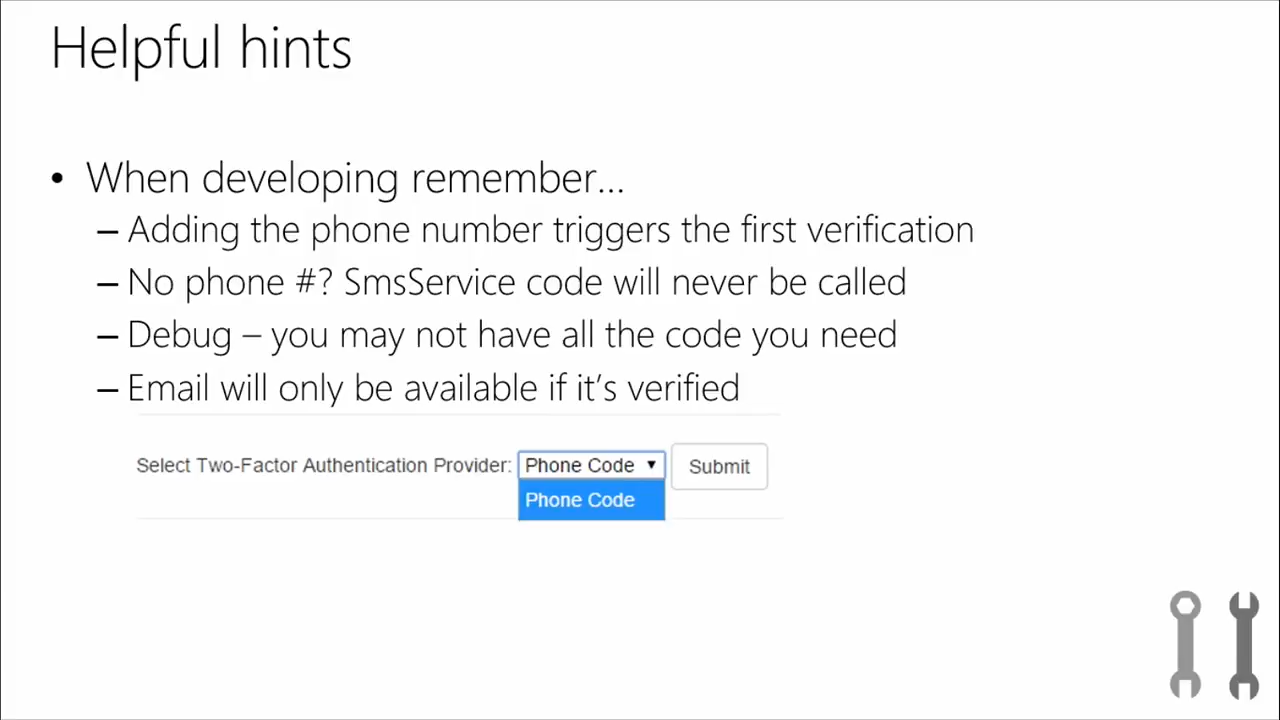 Helpful hints
• When developing remember...
– Adding the phone number triggers the first verification
– No phone #? SmsService code will never be called
– Debug – you may not have all the code you need
– Email will only be available if it's verified
Select Two-Factor Authentication Provider: Phone Code ▼ Submit
Phone Code